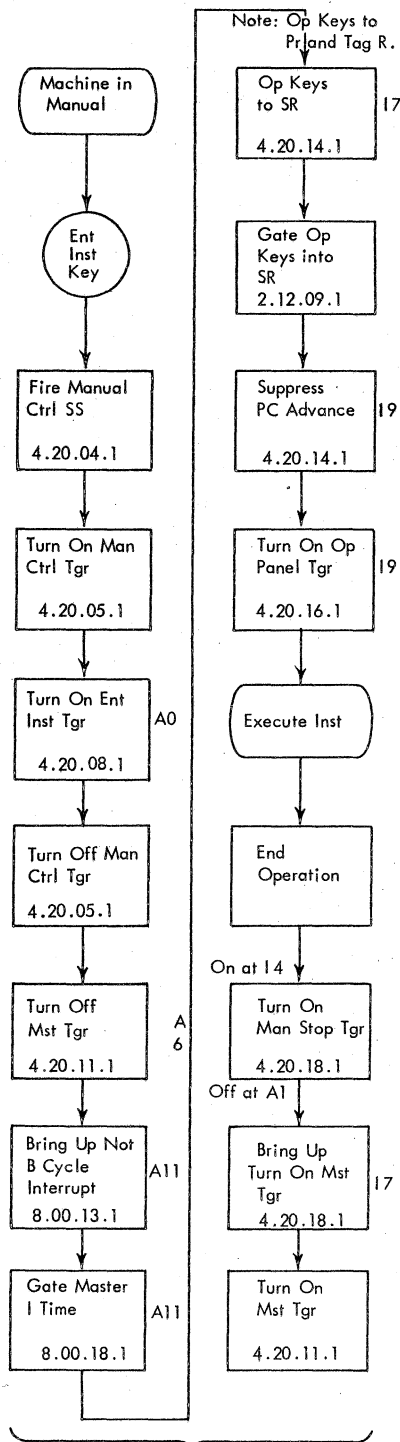 Machine in
Manual
Ent
Inst
Key
Fire Manual
Ctrl SS
4.20.04.1
Turn On Man
Ctrl Tgr
4.20.05.1
Turn On Ent
Inst Tgr
4.20.08.1
A0
Turn Off Man
Ctrl Tgr
4.20.05.1
Turn Off
Mst Tgr
4.20.11.1
A
6
Bring Up Not
B Cycle
Interrupt
8.00.13.1
A11
Gate Master
I Time
8.00.18.1
A11
Note: Op Keys to
Pr and Tag R.
Op Keys
to SR
4.20.14.1
I7
Gate Op
Keys into
SR
2.12.09.1
Suppress
PC Advance
4.20.14.1
I9
Turn On Op
Panel Tgr
4.20.16.1
I9
Execute Inst
End
Operation
On at I4
Turn On
Man Stop Tgr
4.20.18.1
Off at A1
Bring Up
Turn On Mst
Tgr
4.20.18.1
I7
Turn On
Mst Tgr
4.20.11.1